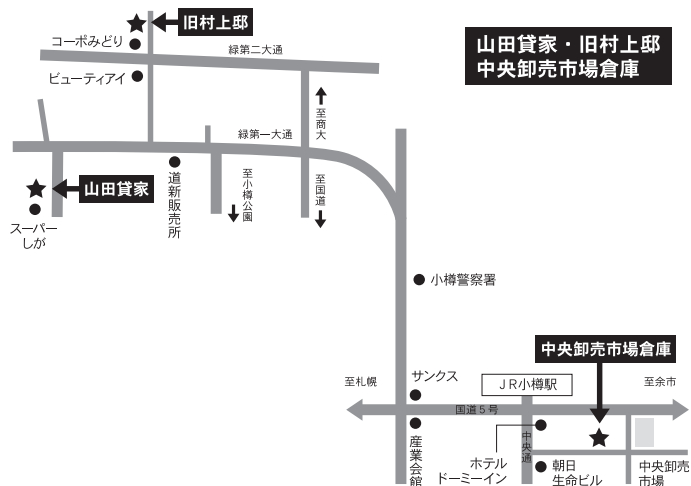 旧村上邸
コーポみどり
緑第二大通
ビューティアイ
山田貸家・旧村上邸
中央卸売市場倉庫
至商大
緑第一大通
山田貸家
スーパー
しが
道新販売所
至小樽公園
至国道
小樽警察署
中央卸売市場倉庫
至札幌
サンクス
JR小樽駅
至余市
国道5号
産業会館
中央通
ホテル
ドーミーイン
朝日
生命ビル
中央卸売
市場